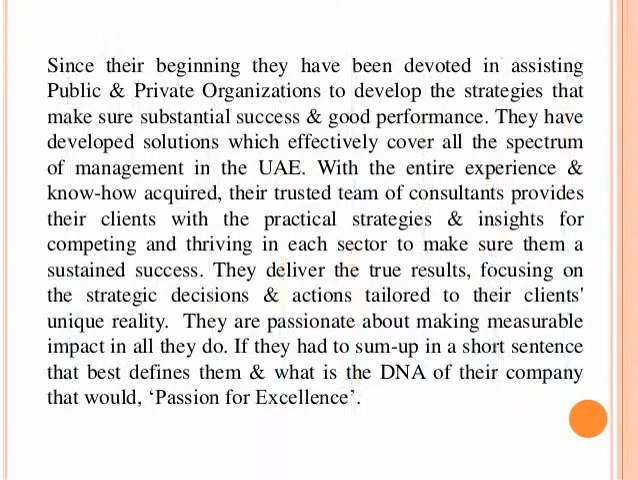 Since their beginning they have been devoted in assisting
Public & Private Organizations to develop the strategies that
make sure substantial success & good performance. They have
developed solutions which effectively cover all the spectrum
of management in the UAE. With the entire experience &
know-how acquired, their trusted team of consultants provides
their clients with the practical strategies & insights for
competing and thriving in each sector to make sure them a
sustained success. They deliver the true results, focusing on
the strategic decisions & actions tailored to their clients'
unique reality.  They are passionate about making measurable
impact in all they do. If they had to sum-up in a short sentence
that best defines them & what is the DNA of their company
that would, ‘Passion for Excellence’.